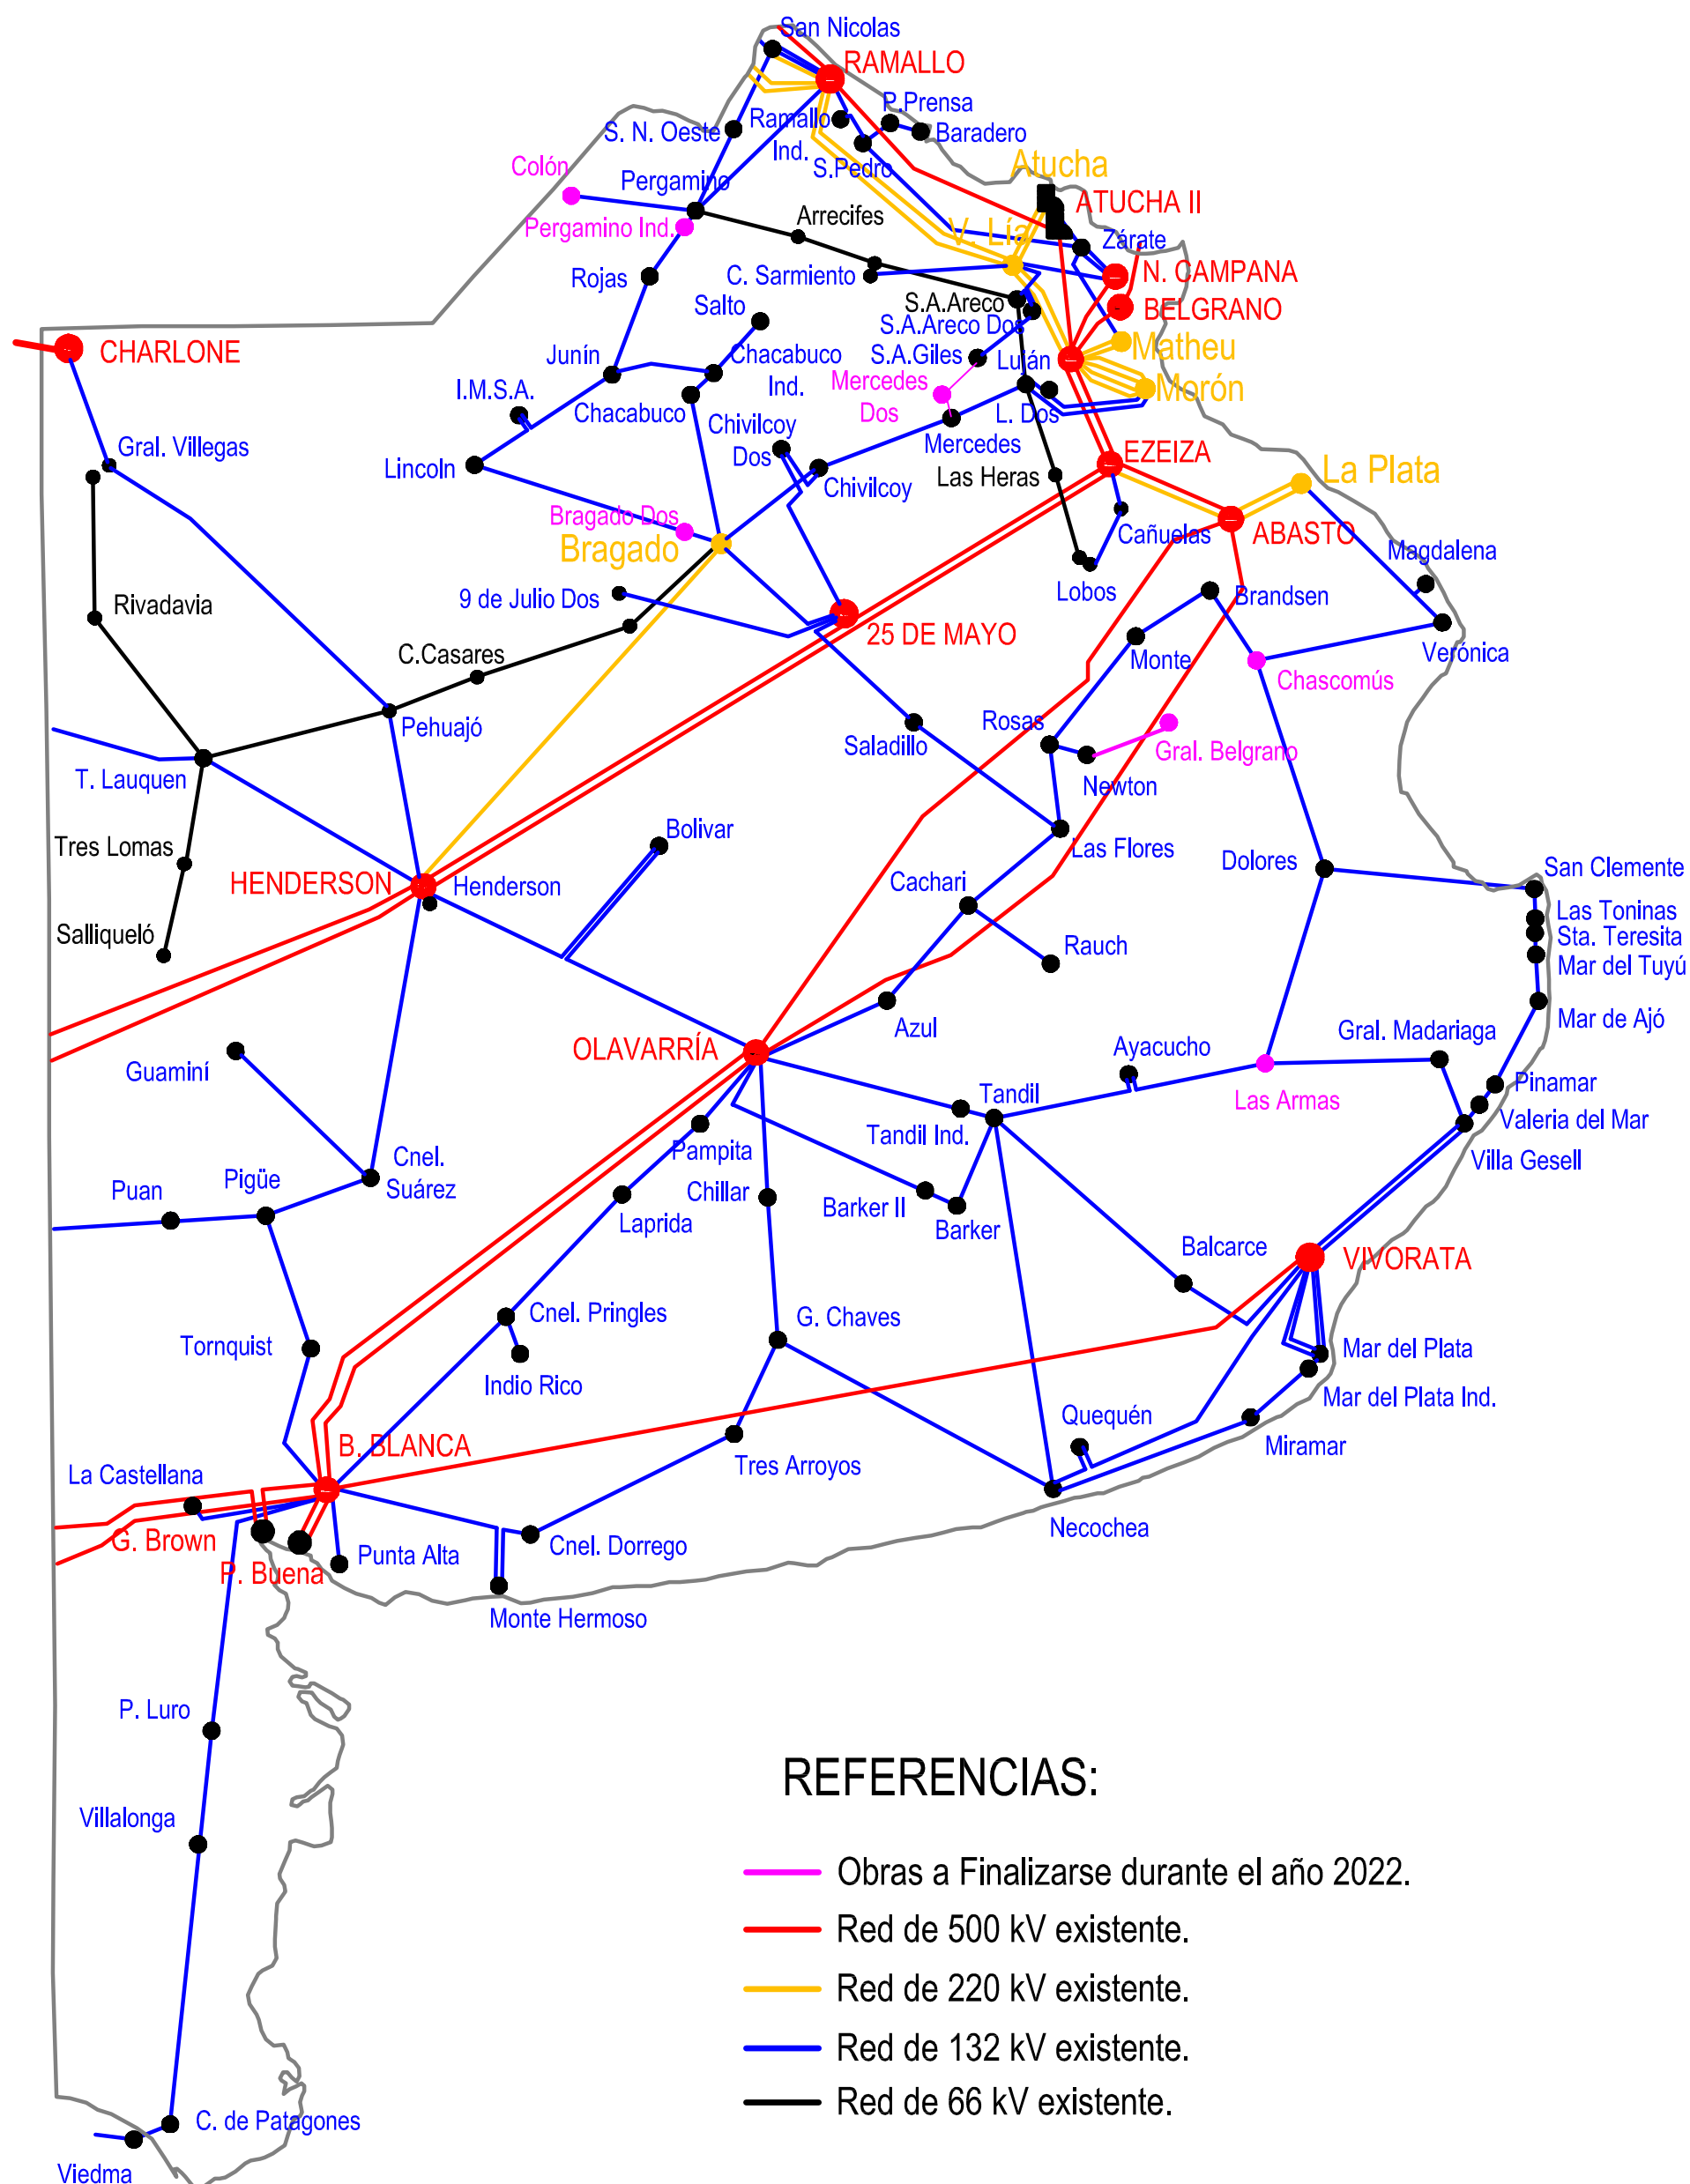 San Nicolas
RAMALLO
P.Prensa
S. N. Oeste
Ramallo
Ind.
Baradero
S.Pedro
Atucha
Colón
Pergamino
ATUCHA II
Pergamino Ind.
Arrecifes
V. Lía
Zárate
Rojas
C. Sarmiento
N. CAMPANA
Salto
S.A.Areco
BELGRANO
S.A.Areco Dos
CHARLONE
Junín
Chacabuco
Ind.
S.A.Giles
Luján
Matheu
I.M.S.A.
Mercedes
Dos
Morón
Chacabuco
Chivilcoy
Dos
L. Dos
Mercedes
Gral. Villegas
Lincoln
Las Heras
EZEIZA
La Plata
Chivilcoy
Bragado Dos
Cañuelas
ABASTO
Bragado
Magdalena
Rivadavia
9 de Julio Dos
Lobos
Brandsen
C.Casares
25 DE MAYO
Monte
Verónica
Chascomús
Pehuajó
Rosas
Saladillo
Gral. Belgrano
T. Lauquen
Newton
Tres Lomas
Bolivar
Las Flores
Dolores
San Clemente
HENDERSON
Henderson
Cachari
Las Toninas
Salliqueló
Sta. Teresita
Rauch
Mar del Tuyú
Azul
Mar de Ajó
Guaminí
OLAVARRÍA
Ayacucho
Gral. Madariaga
Tandil
Pinamar
Las Armas
Valeria del Mar
Tandil Ind.
Pampita
Villa Gesell
Cnel.
Suárez
Puan
Pigüe
Chillar
Barker II
Laprida
Barker
Balcarce
VIVORATA
Cnel. Pringles
G. Chaves
Tornquist
Mar del Plata
Indio Rico
Mar del Plata Ind.
Quequén
B. BLANCA
Miramar
La Castellana
Tres Arroyos
Necochea
G. Brown
Punta Alta
Cnel. Dorrego
P. Buena
Monte Hermoso
P. Luro
Villalonga
C. de Patagones
Viedma
REFERENCIAS:
Obras a Finalizarse durante el año 2022.
Red de 500 kV existente.
Red de 220 kV existente.
Red de 132 kV existente.
Red de 66 kV existente.